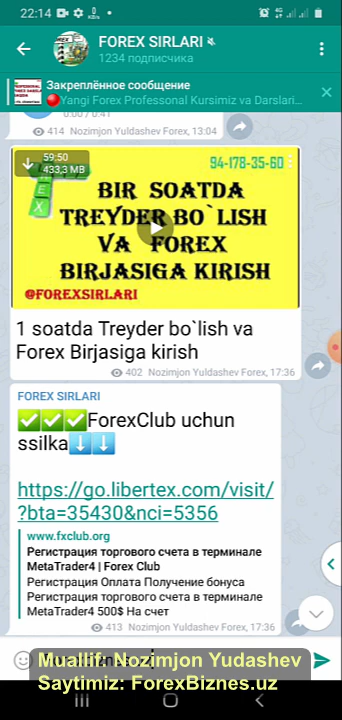 22:14
FOREX SIRLARI
1234 подписчика
Закреплённое сообщение
Yangi Forex Professonal Kursimiz va Darslari...
0:00 / 0:41
414 Nozimjon Yuldashev Forex, 13:04
59:50
433,3 MB
94-178-35-60
BIR SOATDA
TREYDER BO`LISH
VA FOREX
BIRJASIGA KIRISH
@FOREXSIRLARI
1 soatda Treyder bo`lish va
Forex Birjasiga kirish
402 Nozimjon Yuldashev Forex, 17:36
FOREX SIRLARI
✅✅✅ForexClub uchun
ssilka⬇️⬇️
https://go.libertex.com/visit/
?bta=35430&nci=5356
www.fxclub.org
Регистрация торгового счета в терминале
MetaTrader4 | Forex Club
Регистрация Оплата Получение бонуса
Регистрация торгового счета в терминале
MetaTrader4 500$ На счет
413 Nozimjon Yuldashev Forex, 17:36
Muallif: Nozimjon Yudashev
Saytimiz: ForexBiznes.uz